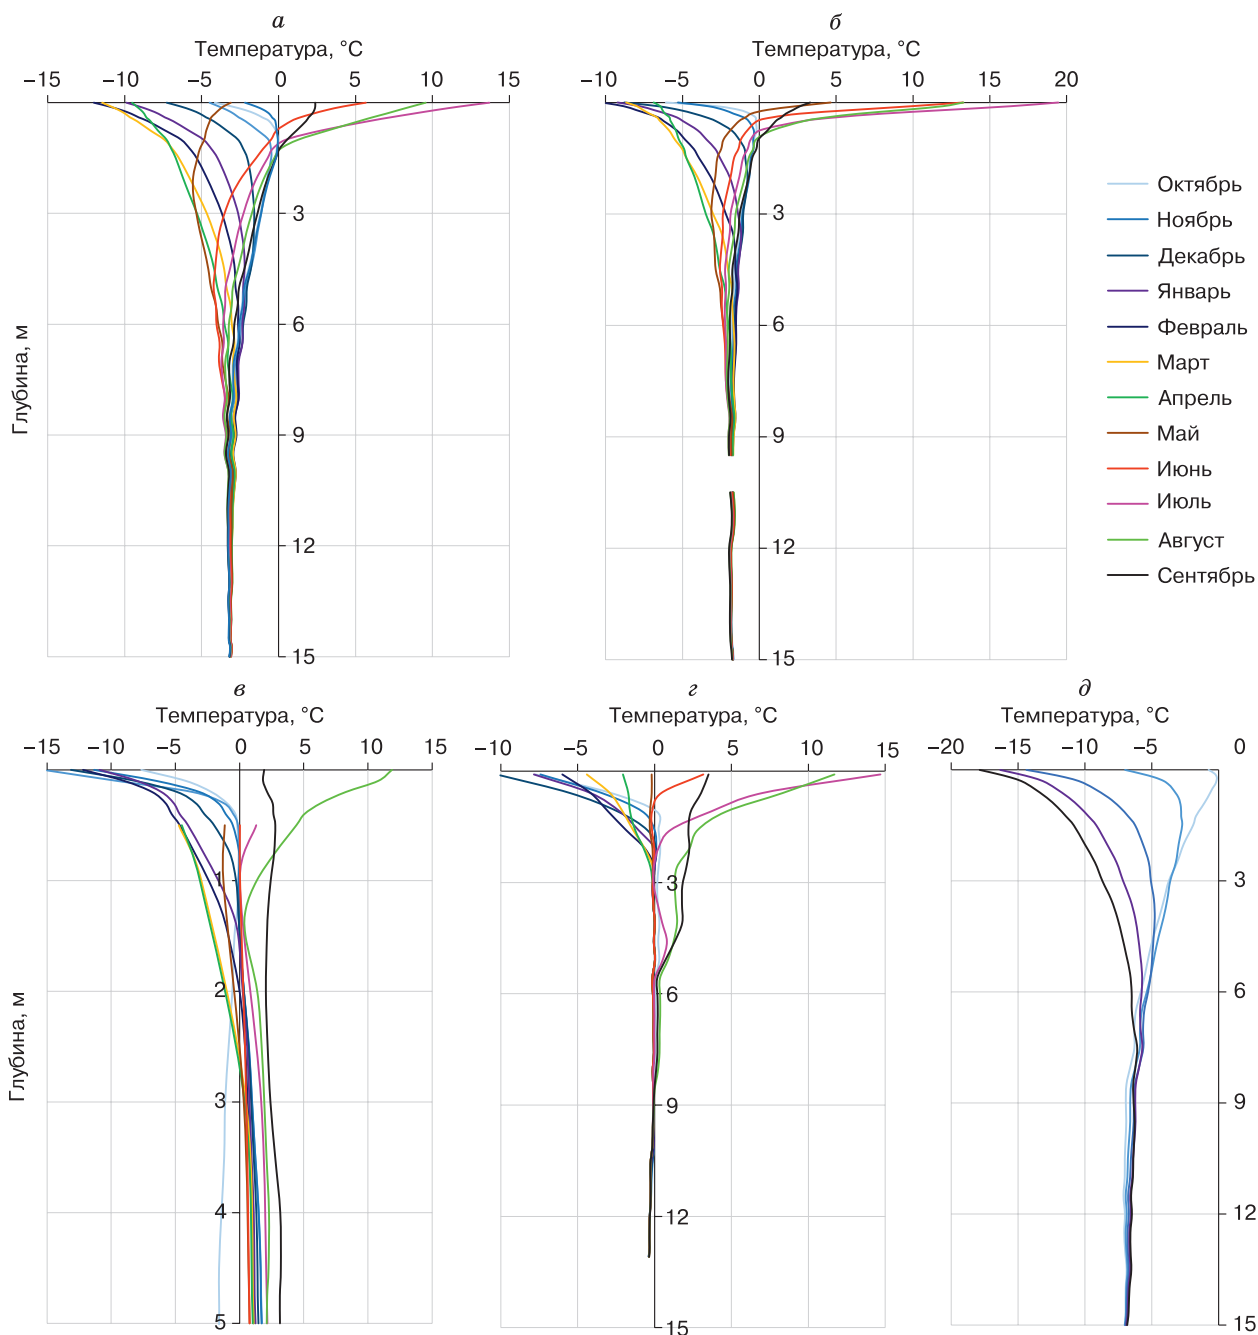 а
Температура, °C
−15 −10 −5 0 5 10 15
3
6
9
12
15
Глубина, м
б
Температура, °C
−10 −5 0 5 10 15 20
3
6
9
12
15
Октябрь
Ноябрь
Декабрь
Январь
Февраль
Март
Апрель
Май
Июнь
Июль
Август
Сентябрь
в
Температура, °C
−15 −10 −5 0 5 10 15
1
2
3
4
5
Глубина, м
г
Температура, °C
−10 −5 0 5 10 15
3
6
9
12
15
д
Температура, °C
−20 −15 −10 −5 0
3
6
9
12
15